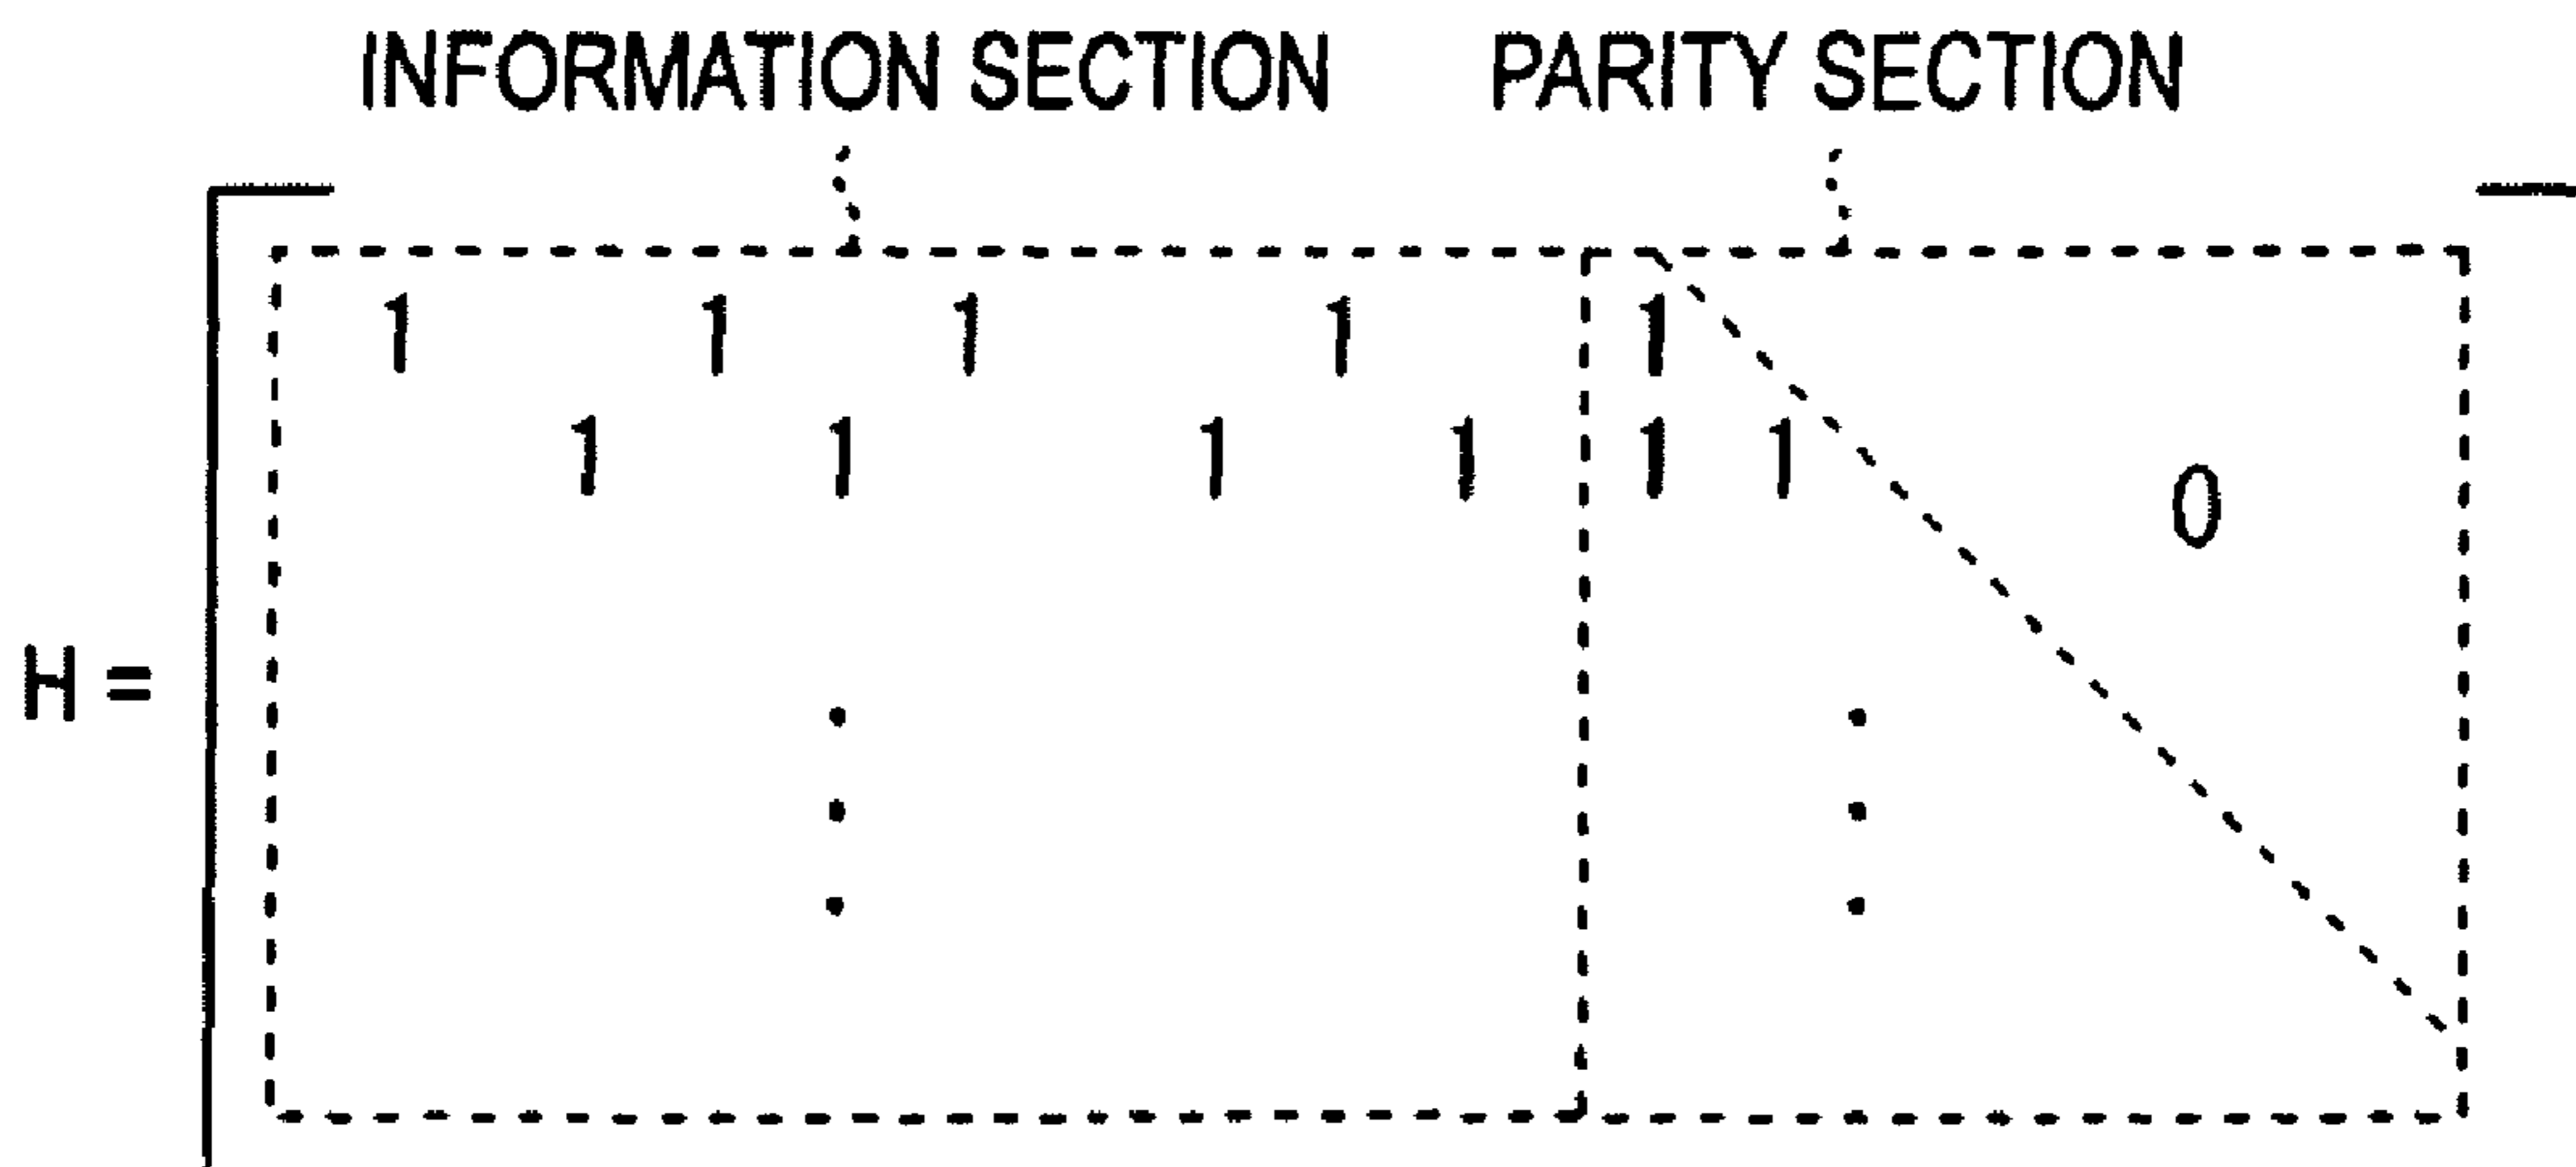 INFORMATION SECTION PARITY SECTION
1 1 1 1 1
1 1 1 1 1 1
0
H =